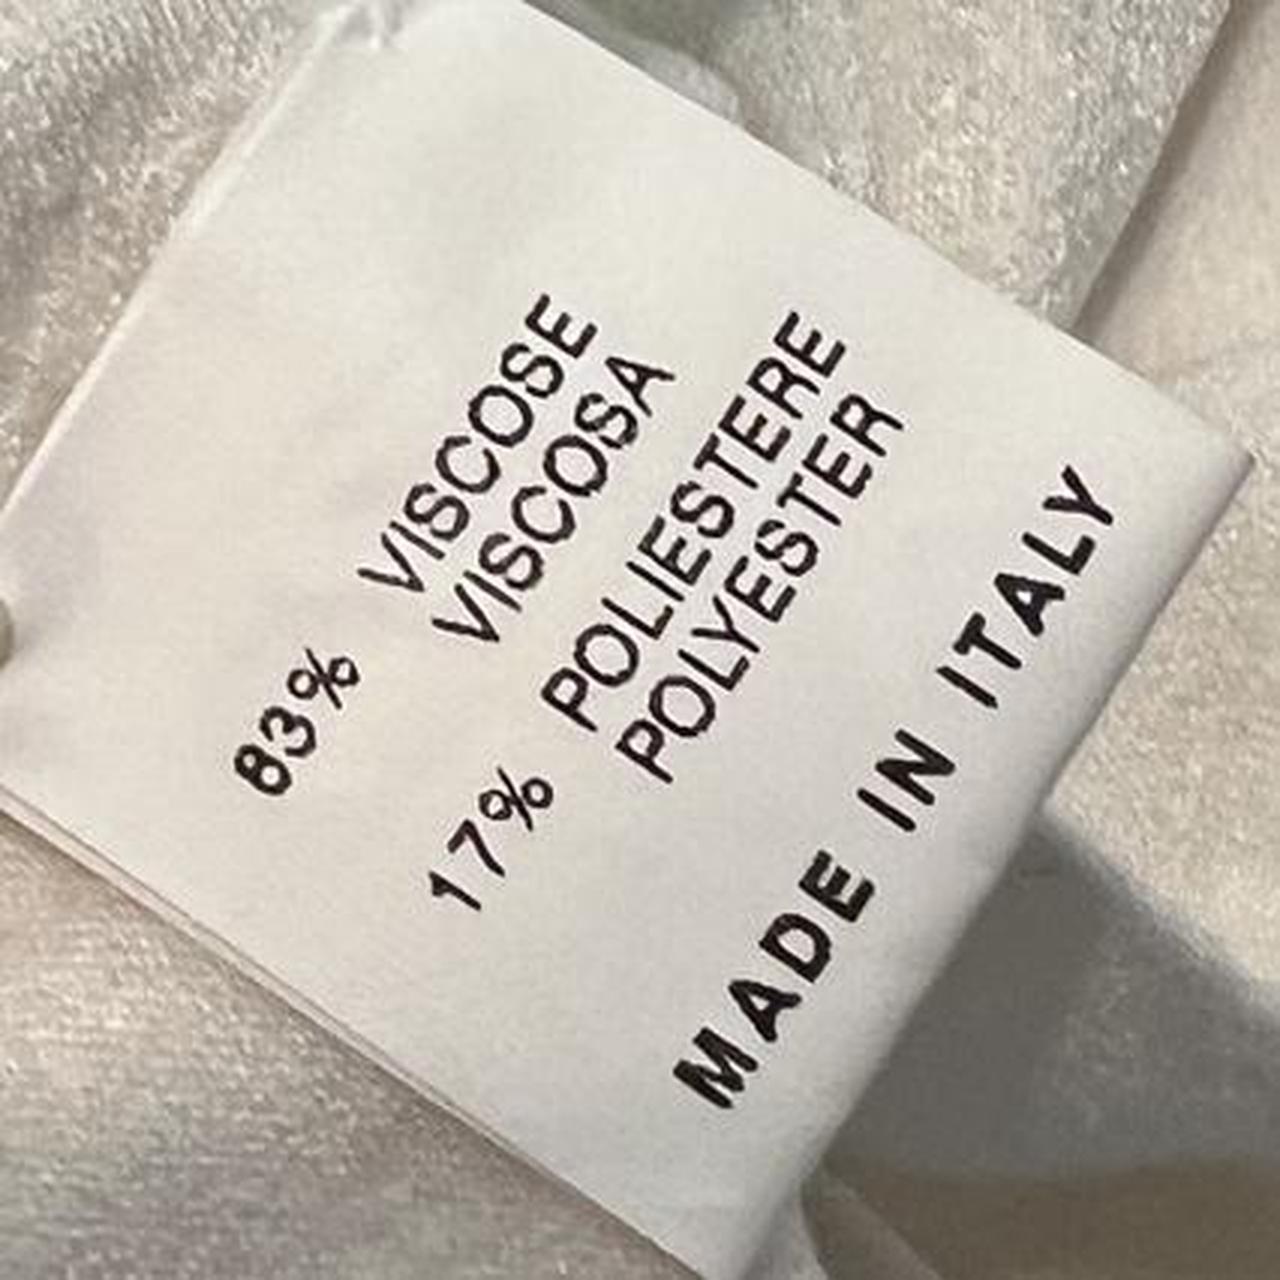 83% VISCOSE
VISCOSA
17% POLIESTERE
POLYESTER
MADE IN ITALY